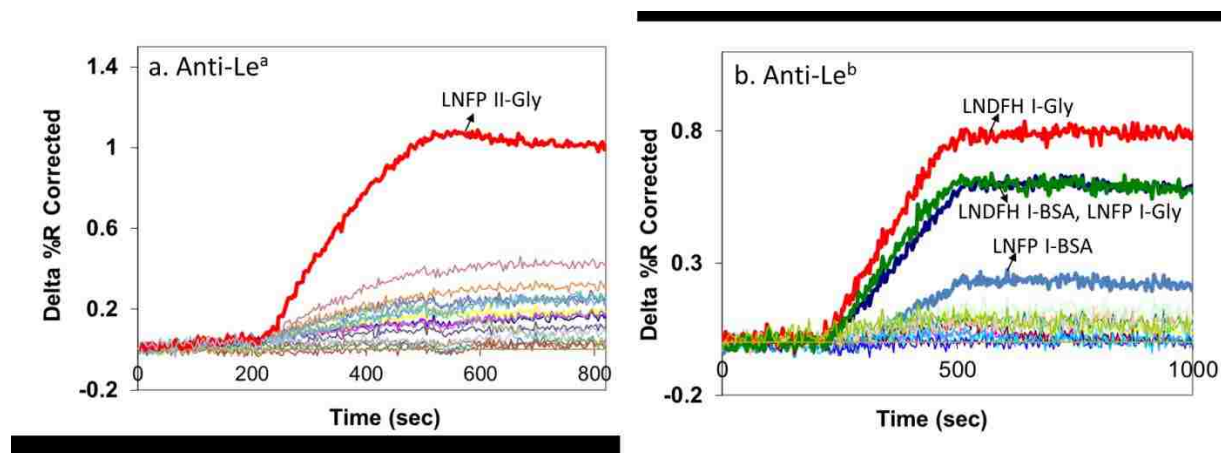 a. Anti-Leᵃ
LNFP II-Gly
1.4
1
0.6
0.2
-0.2
Delta %R Corrected
0
200
400
600
800
Time (sec)
b. Anti-Leᵇ
LNDFH I-Gly
LNDFH I-BSA, LNFP I-Gly
LNFP I-BSA
0.8
0.3
-0.2
Delta %R Corrected
0
500
1000
Time (sec)